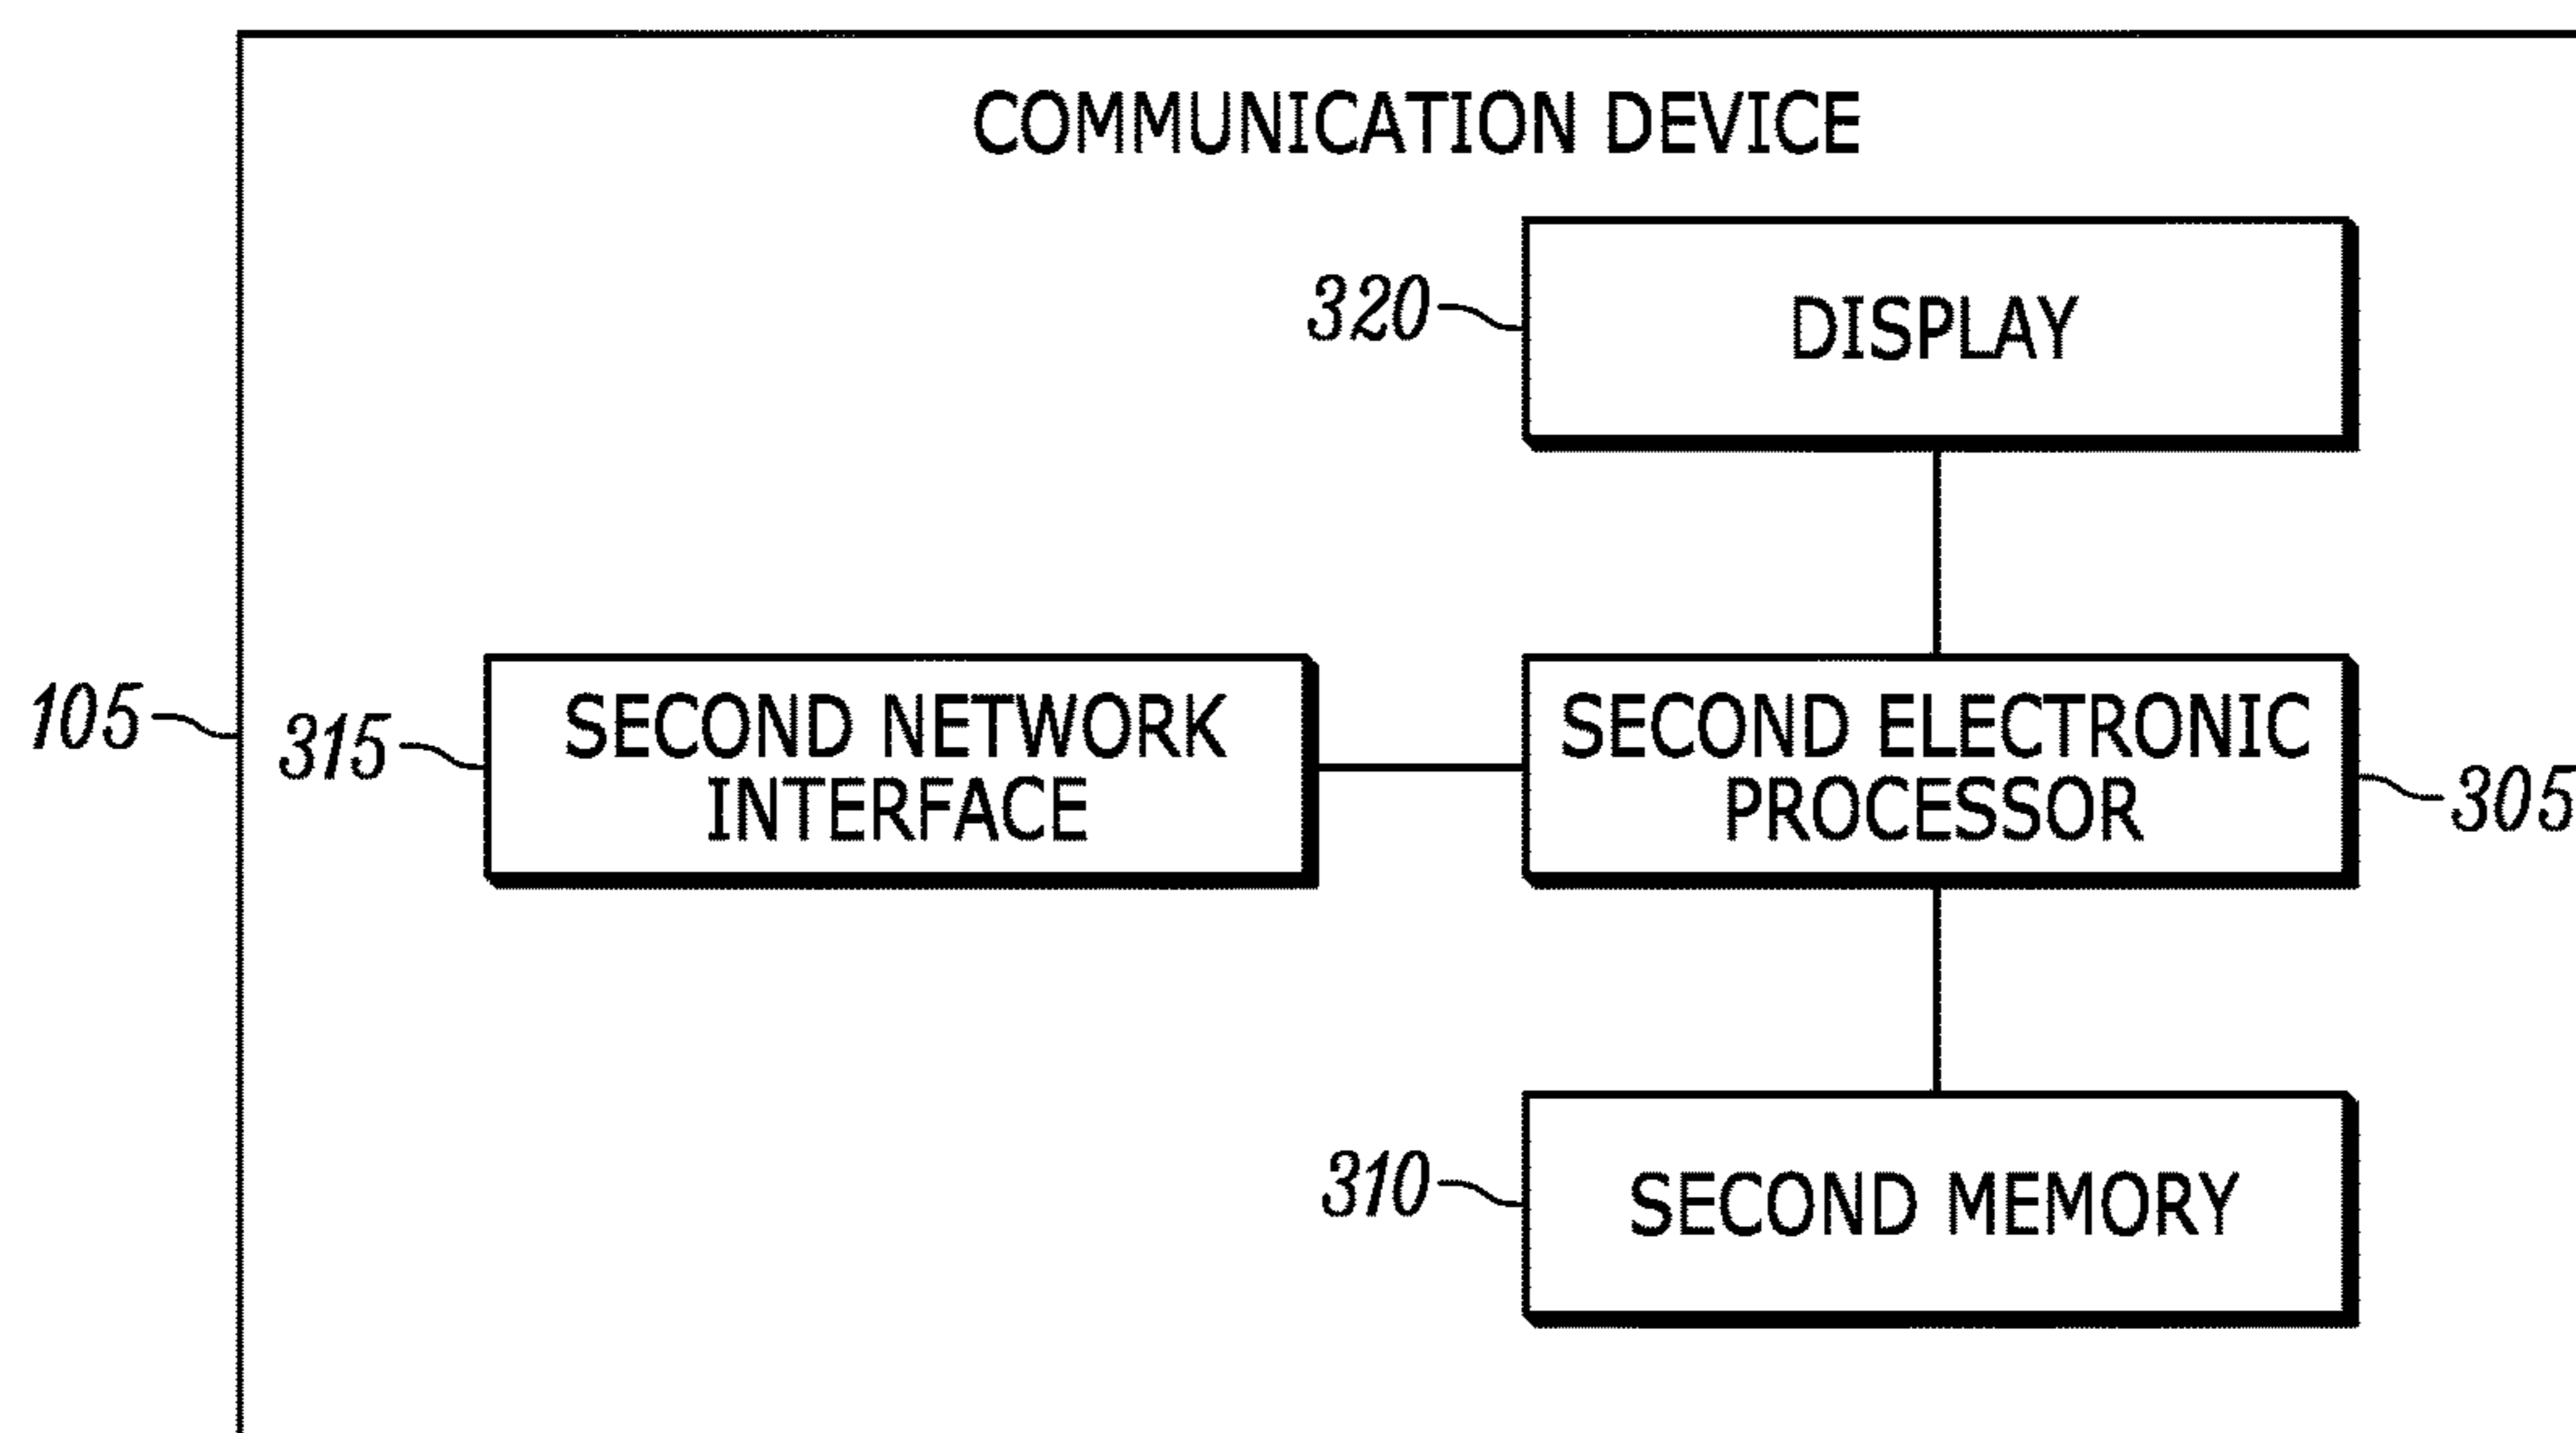 COMMUNICATION DEVICE
320
DISPLAY
105
315
SECOND NETWORK
INTERFACE
SECOND ELECTRONIC
PROCESSOR
305
310
SECOND MEMORY